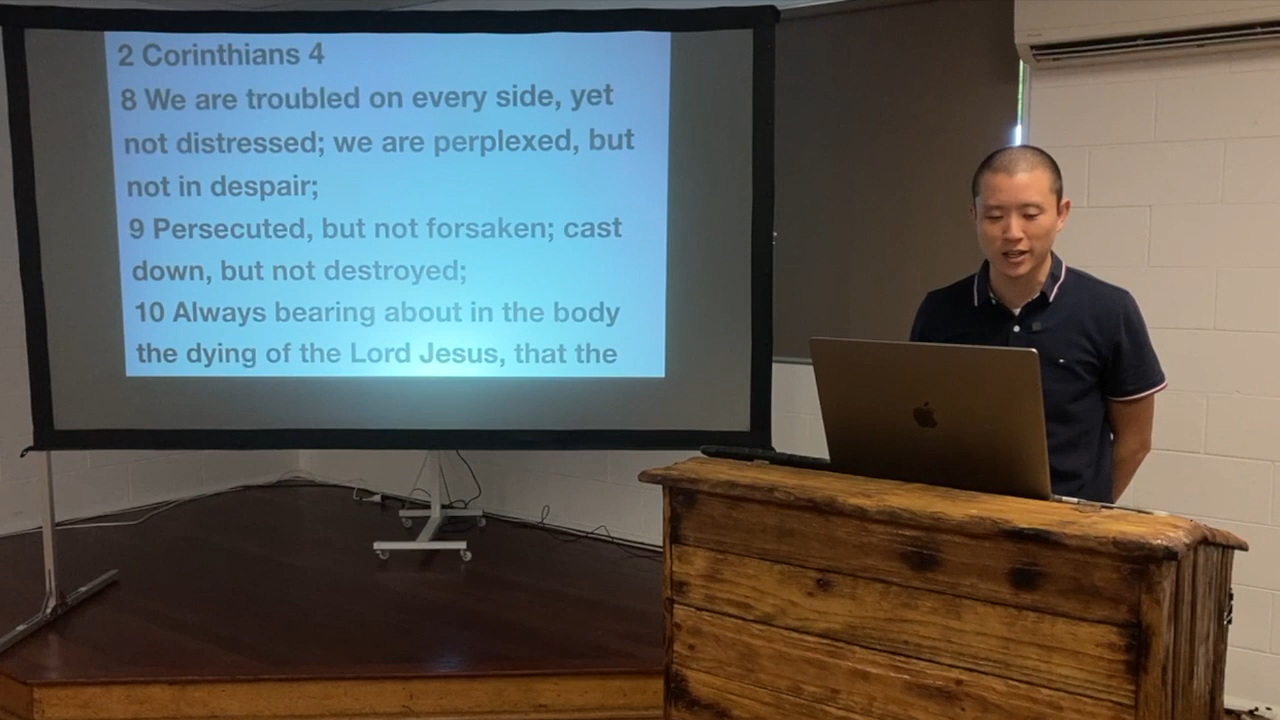 2 Corinthians 4
8 We are troubled on every side, yet
not distressed; we are perplexed, but
not in despair;
9 Persecuted, but not forsaken; cast
down, but not destroyed;
10 Always bearing about in the body
the dying of the Lord Jesus, that the